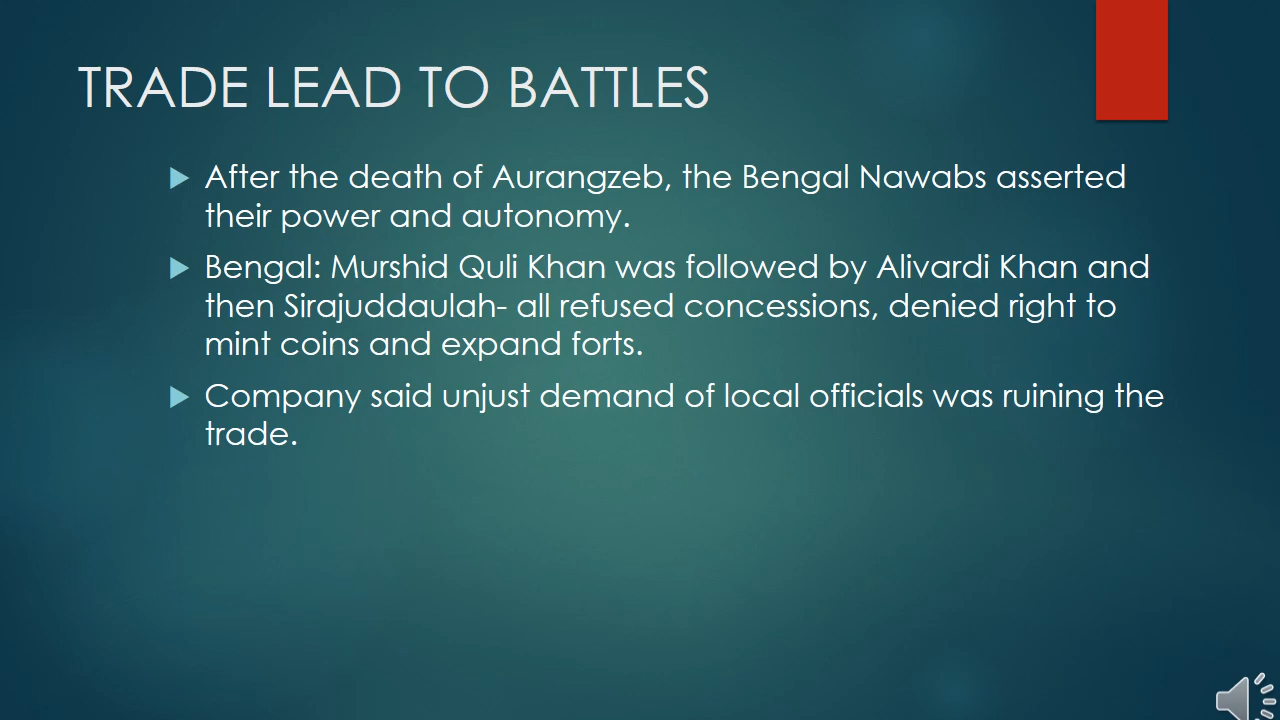 TRADE LEAD TO BATTLES
After the death of Aurangzeb, the Bengal Nawabs asserted
their power and autonomy.
Bengal: Murshid Quli Khan was followed by Alivardi Khan and
then Sirajuddaulah- all refused concessions, denied right to
mint coins and expand forts.
Company said unjust demand of local officials was ruining the
trade.